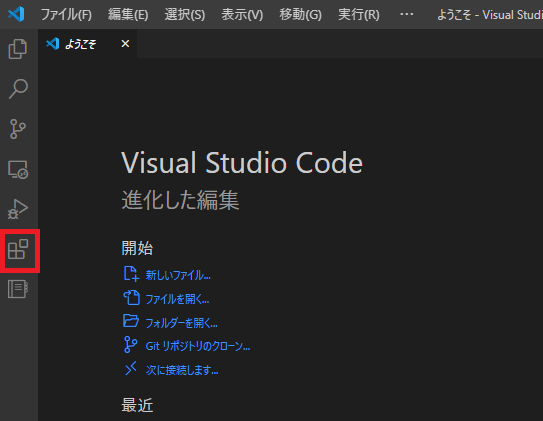 ファイル(F) 編集(E) 選択(S) 表示(V) 移動(G) 実行(R) ··· ようこそ - Visual Studi
ようこそ ×
Visual Studio Code
進化した編集
開始
新しいファイル...
ファイルを開く...
フォルダーを開く...
Git リポジトリのクローン...
次に接続します...
最近